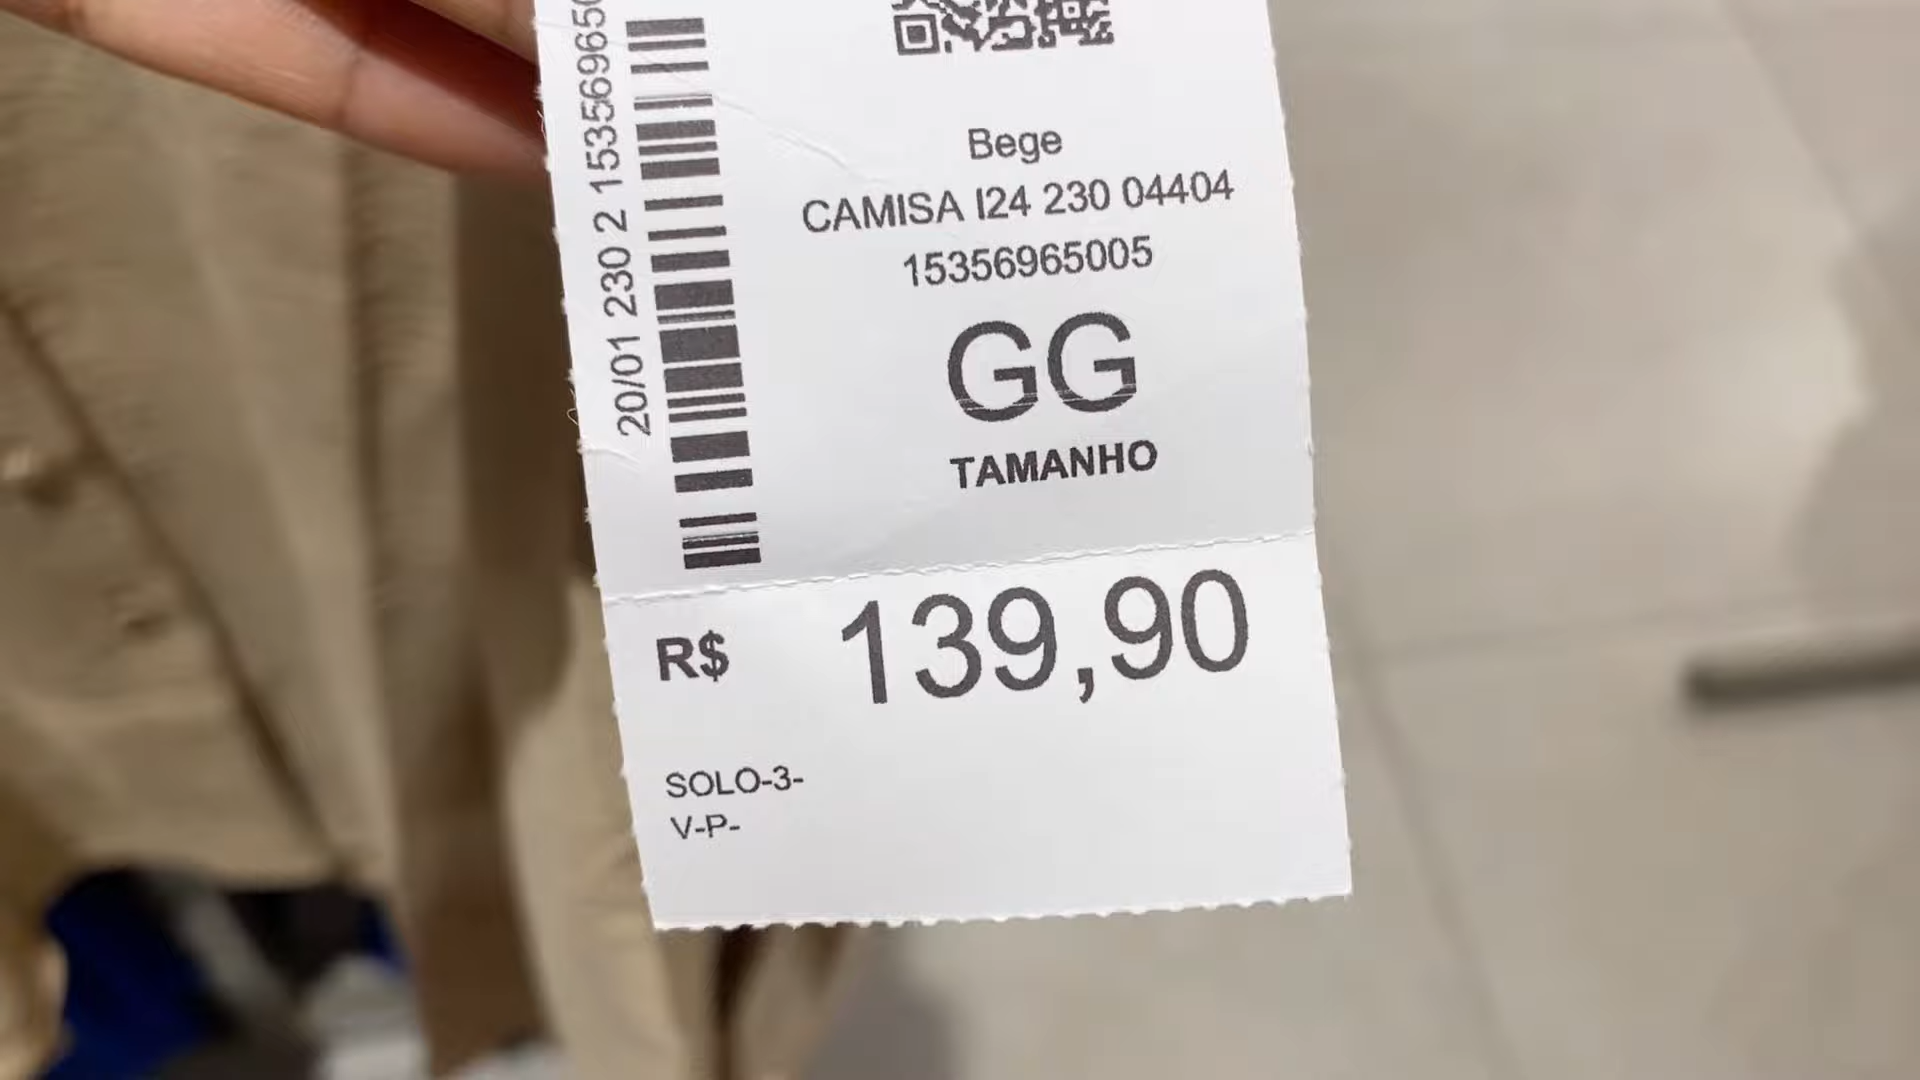 20/01 230 2 1535696500
Bege
CAMISA I24 230 04404
15356965005
GG
TAMANHO
R$ 139,90
SOLO-3-
V-P-